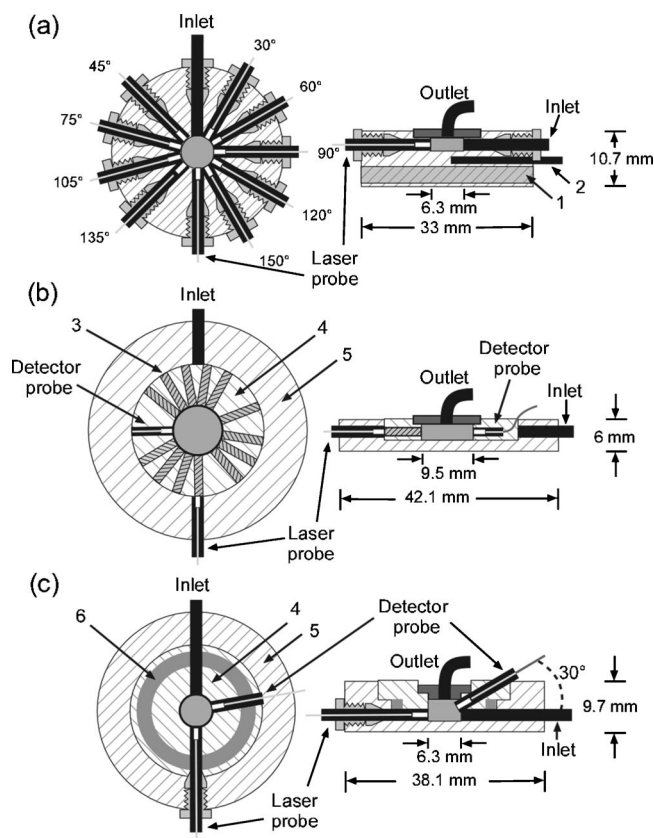 (a)
Inlet
30°
45°
60°
75°
90°
105°
120°
135°
150°
Laser
probe
Outlet
Inlet
10.7 mm
2
1
6.3 mm
33 mm
(b)
Inlet
3
4
5
Detector
probe
Laser
probe
Outlet
Detector
probe
Inlet
6 mm
9.5 mm
42.1 mm
(c)
Inlet
6
4
5
Detector
probe
Laser
probe
Outlet
30°
9.7 mm
Inlet
6.3 mm
38.1 mm